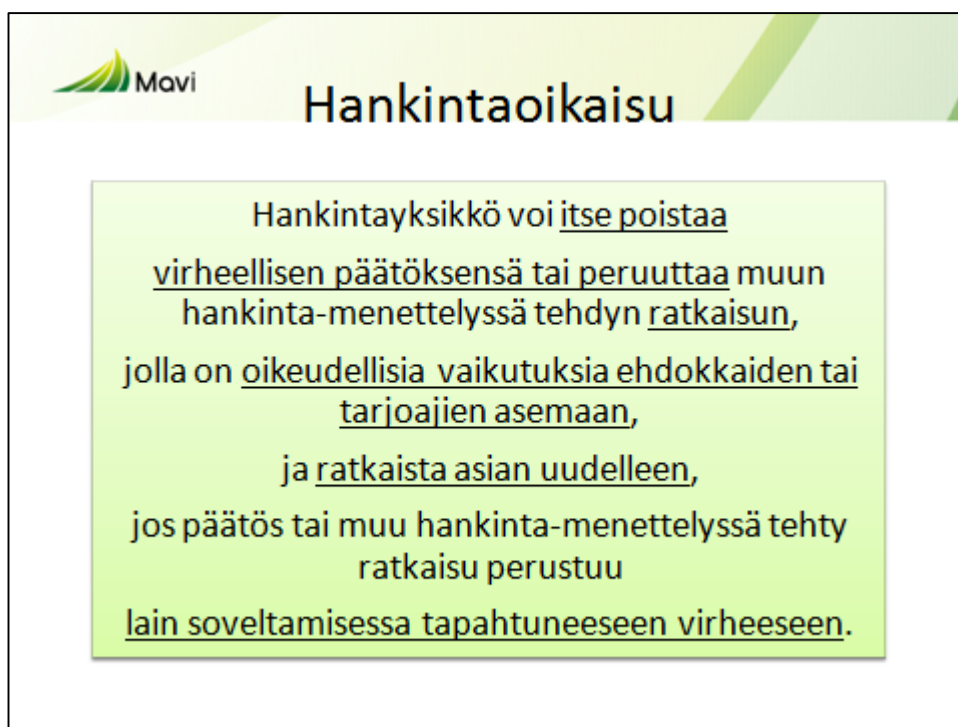 Mavi
Hankintaoikaisu
Hankintayksikkö voi itse poistaa
virheellisen päätöksensä tai peruuttaa muun
hankinta-menettelyssä tehdyn ratkaisun,
jolla on oikeudellisia vaikutuksia ehdokkaiden tai
tarjoajien asemaan,
ja ratkaista asian uudelleen,
jos päätös tai muu hankinta-menettelyssä tehty
ratkaisu perustuu
lain soveltamisessa tapahtuneeseen virheeseen.